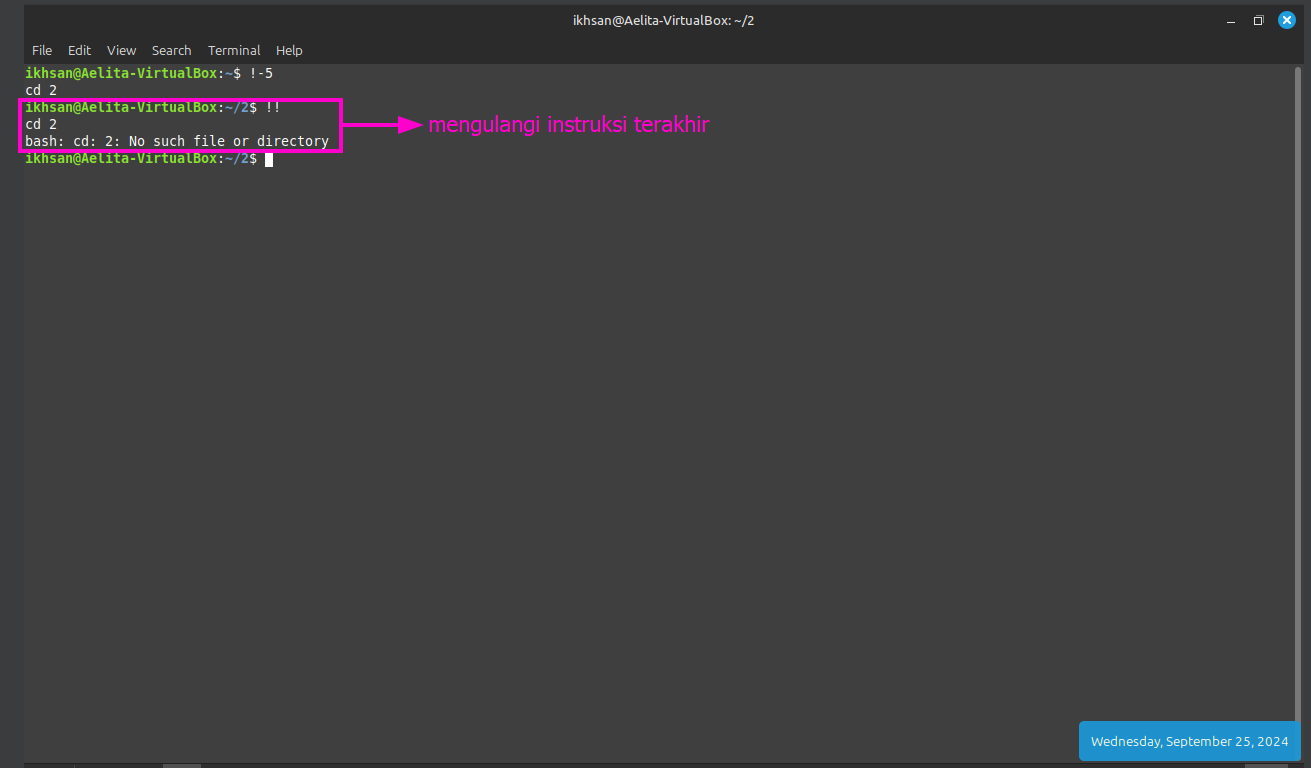 ikhsan@Aelita-VirtualBox: ~/2
File Edit View Search Terminal Help
ikhsan@Aelita-VirtualBox:~$ !-5
cd 2
ikhsan@Aelita-VirtualBox:~/2$ !!
cd 2
bash: cd: 2: No such file or directory
mengulangi instruksi terakhir
ikhsan@Aelita-VirtualBox:~/2$
Wednesday, September 25, 2024